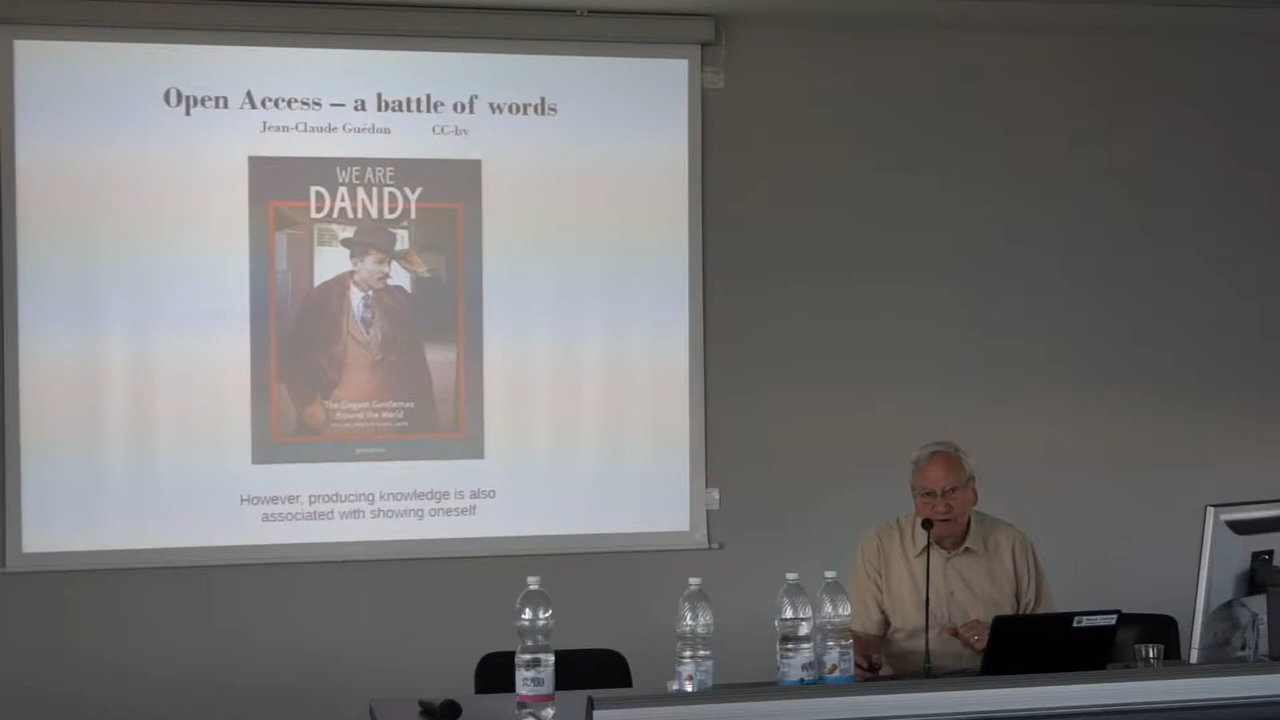 Open Access – a battle of words
Jean-Claude Guédon CC-by
WE ARE
DANDY
The Elegant Gentleman
Around the World
However, producing knowledge is also
associated with showing oneself